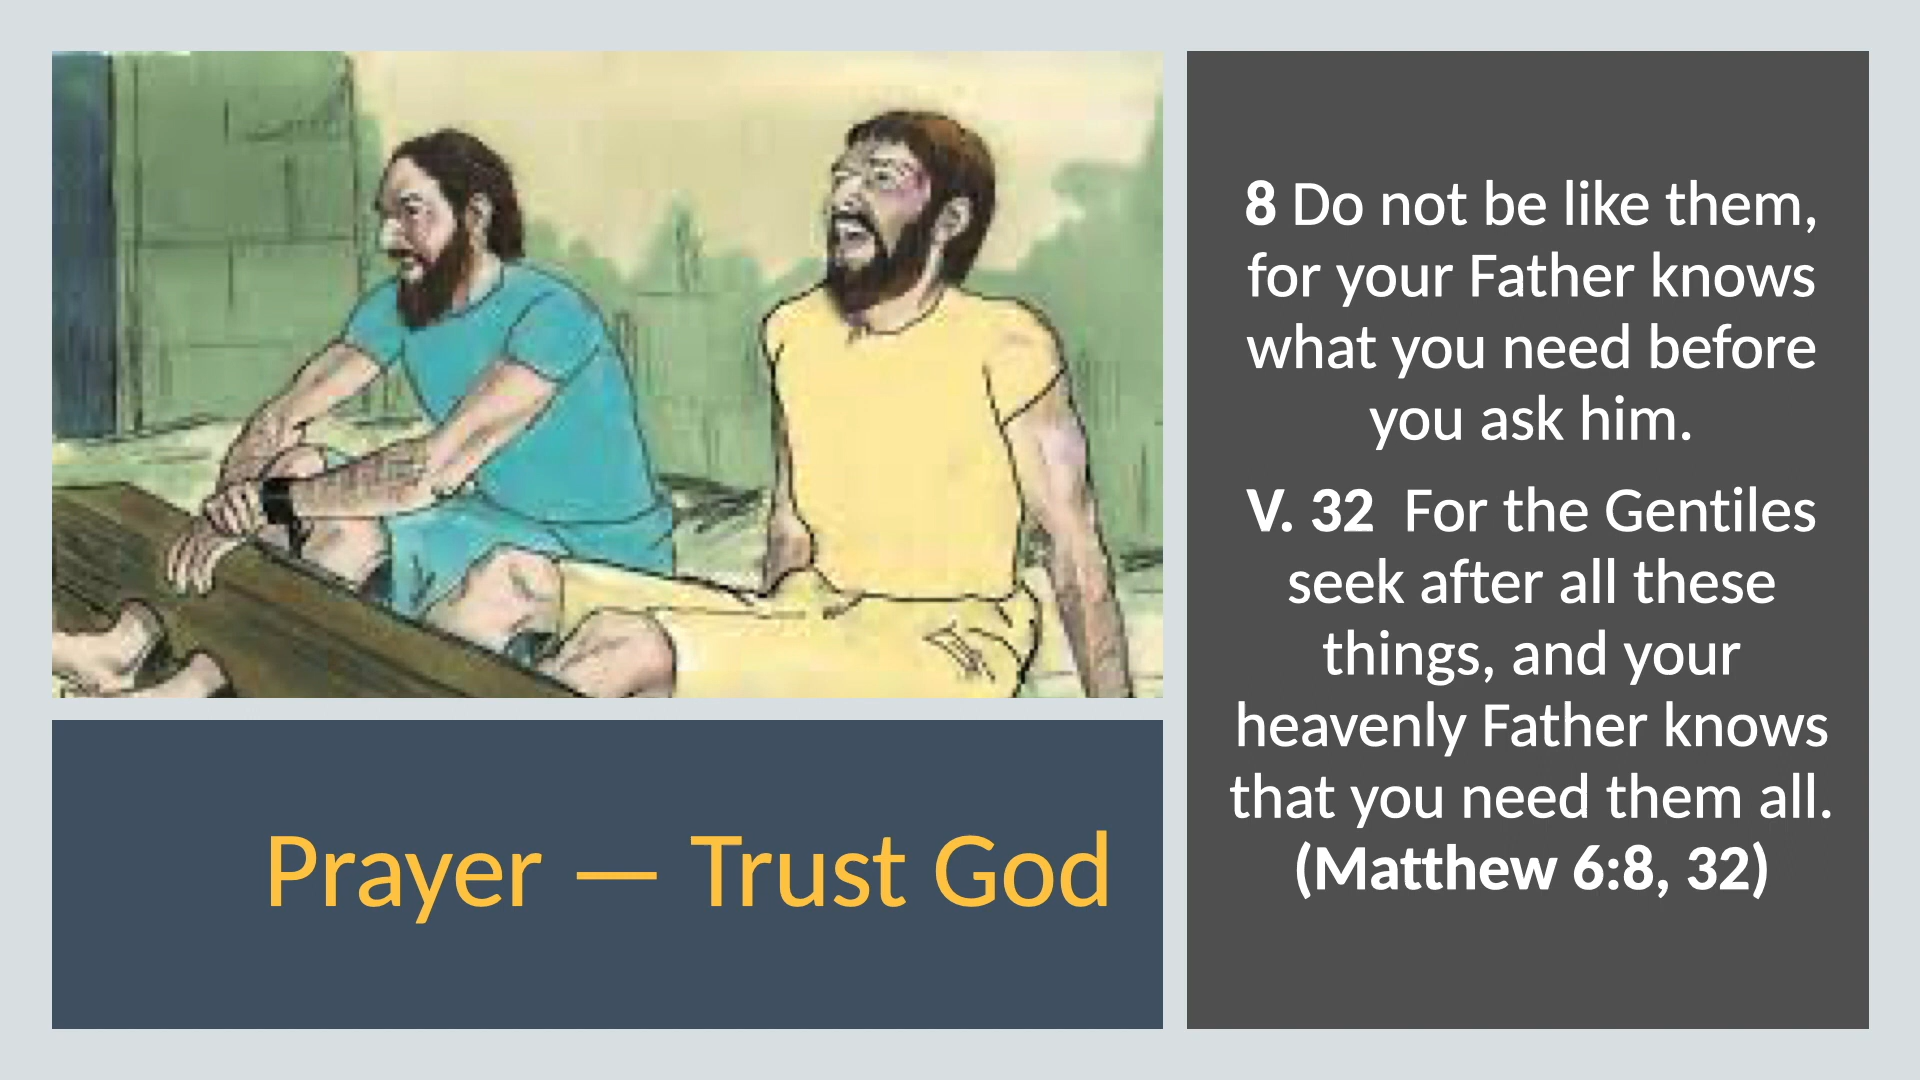 Prayer — Trust God
8 Do not be like them,
for your Father knows
what you need before
you ask him.
V. 32  For the Gentiles
seek after all these
things, and your
heavenly Father knows
that you need them all.
(Matthew 6:8, 32)